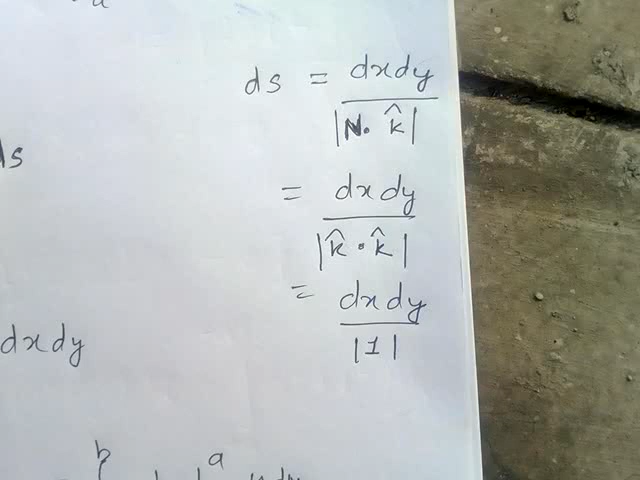 ds = dxdy / |N. k̂|
ds
= dxdy / |k̂ · k̂|
= dxdy / |1|
dxdy
b a